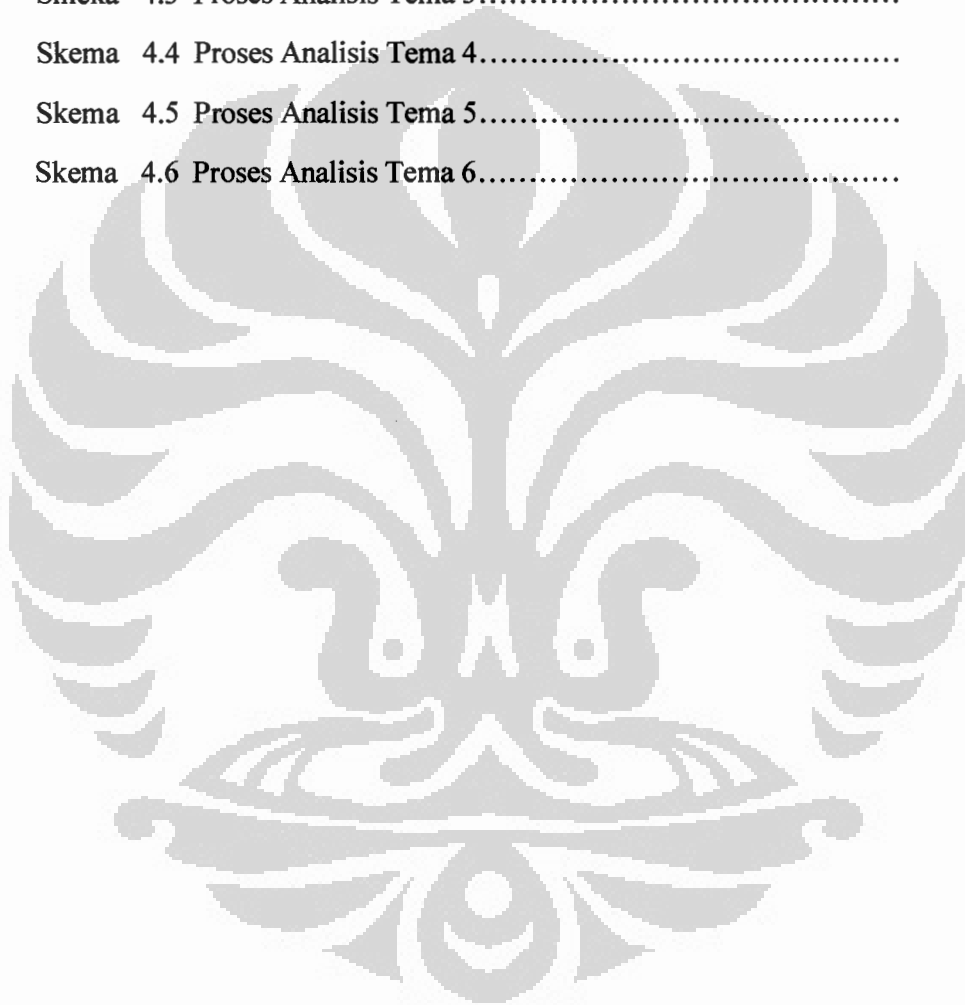 4.3 Proses Analisis Tema 3..........................................
Skema 4.4 Proses Analisis Tema 4..........................................
Skema 4.5 Proses Analisis Tema 5..........................................
Skema 4.6 Proses Analisis Tema 6..........................................